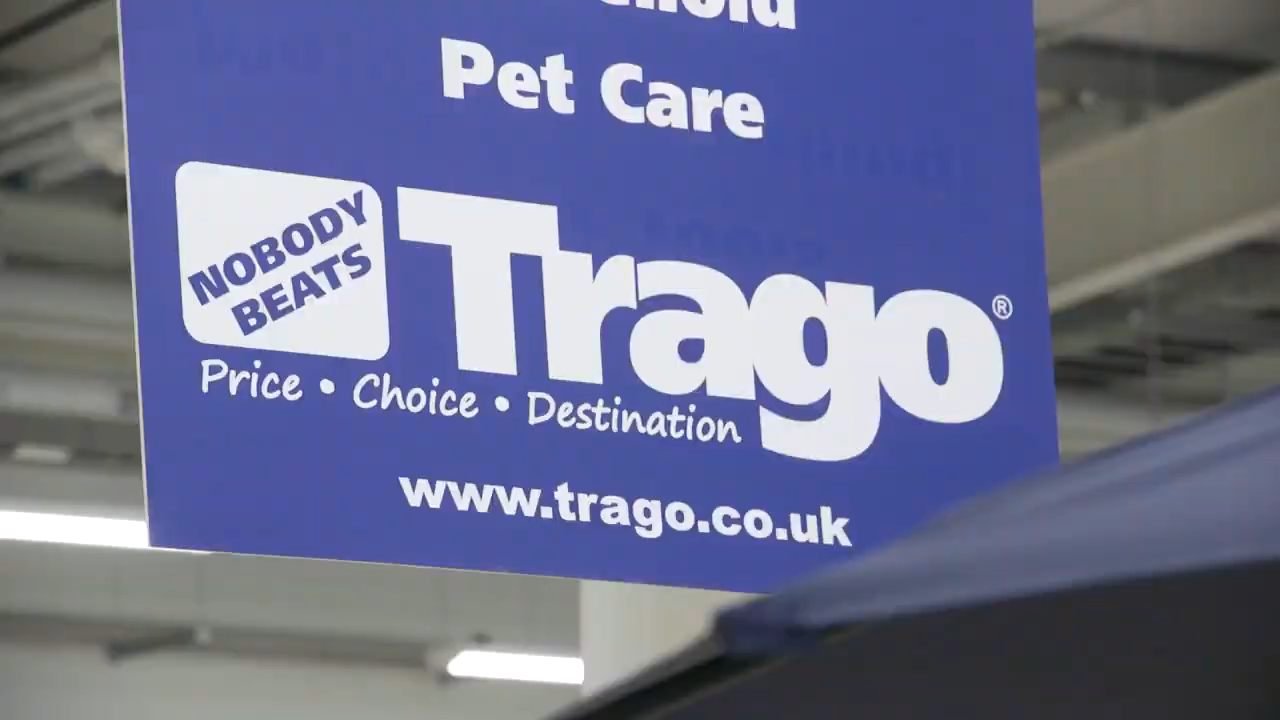 Pet Care
NOBODY
BEATS
Trago®
Price • Choice • Destination
www.trago.co.uk